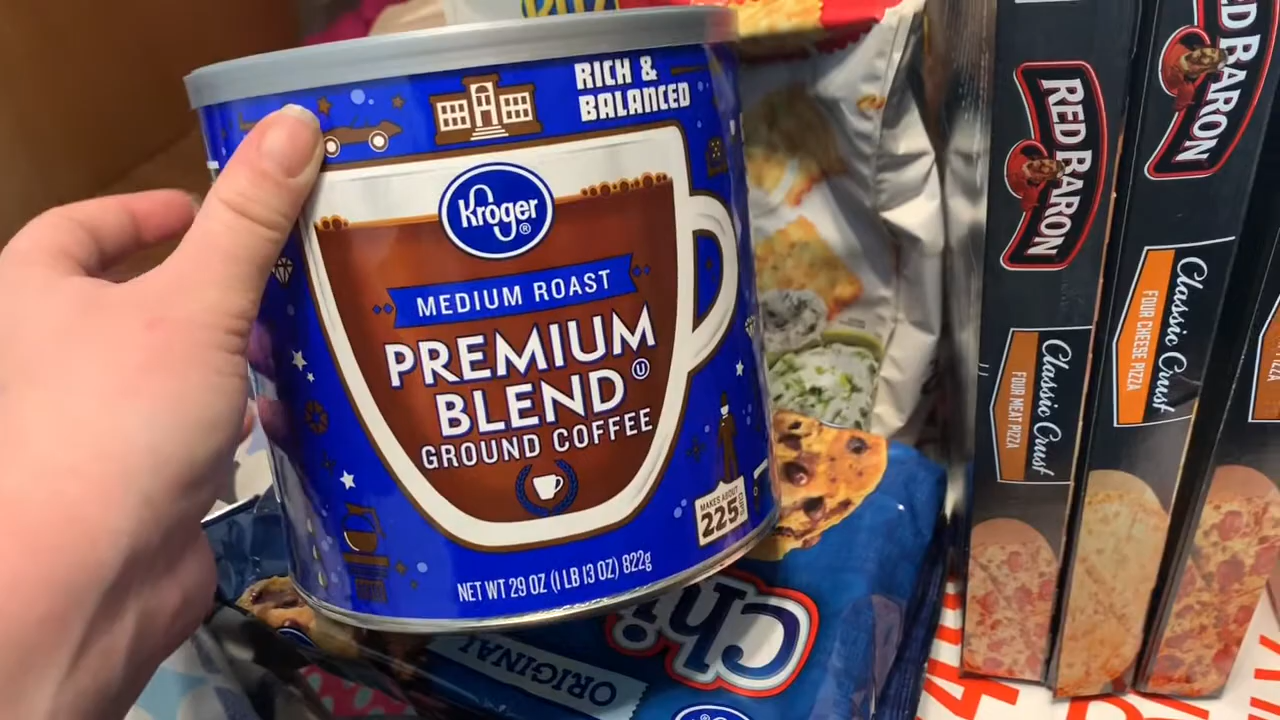 RICH &
BALANCED
Kroger®
MEDIUM ROAST
PREMIUM
BLEND
GROUND COFFEE
MAKES ABOUT
225
NET WT 29 OZ (1 LB 13 OZ) 822g
Chi
ORIGINAL
RED BARON
Classic Crust
FOUR MEAT PIZZA
RED BARON
Classic Crust
FOUR CHEESE PIZZA
PIZZA